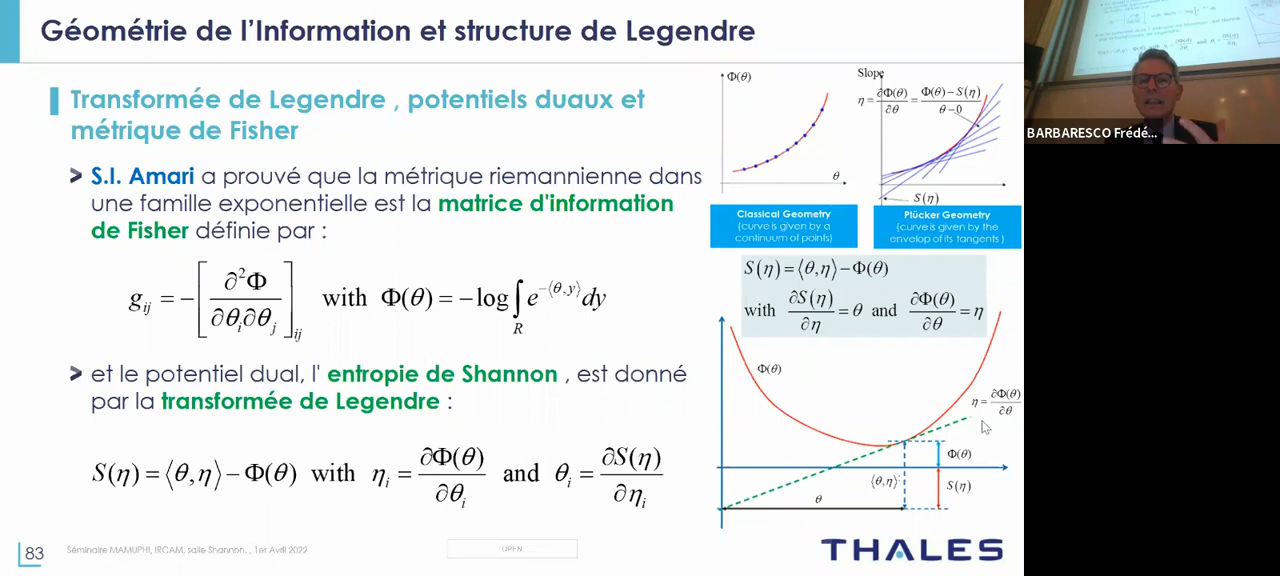 Géométrie de l'Information et structure de Legendre
Transformée de Legendre , potentiels duaux et
métrique de Fisher
S.I. Amari a prouvé que la métrique riemannienne dans
une famille exponentielle est la matrice d'information
de Fisher définie par :
g_ij = −[∂²Φ/∂θ_i∂θ_j]_ij with Φ(θ) = −log∫_R e^{−⟨θ,y⟩}dy
et le potentiel dual, l' entropie de Shannon , est donné
par la transformée de Legendre :
S(η) = ⟨θ,η⟩ − Φ(θ) with η_i = ∂Φ(θ)/∂θ_i and θ_i = ∂S(η)/∂η_i
Φ(θ)
θ
Classical Geometry
(curve is given by a
continuum of points)
Slope
η = ∂Φ(θ)/∂θ = (Φ(θ) − S(η))/(θ−0)
S(η)
Plücker Geometry
(curve is given by the
envelop of its tangents)
S(η) = ⟨θ,η⟩ − Φ(θ)
with ∂S(η)/∂η = θ and ∂Φ(θ)/∂θ = η
Φ(θ)
η = ∂Φ(θ)/∂θ
Φ(θ)
⟨θ,η⟩
S(η)
θ
83
Séminaire MAMUPHI, IRCAM, salle Shannon, , 1er Avril 2022
OPEN
THALES
BARBARESCO Frédé...